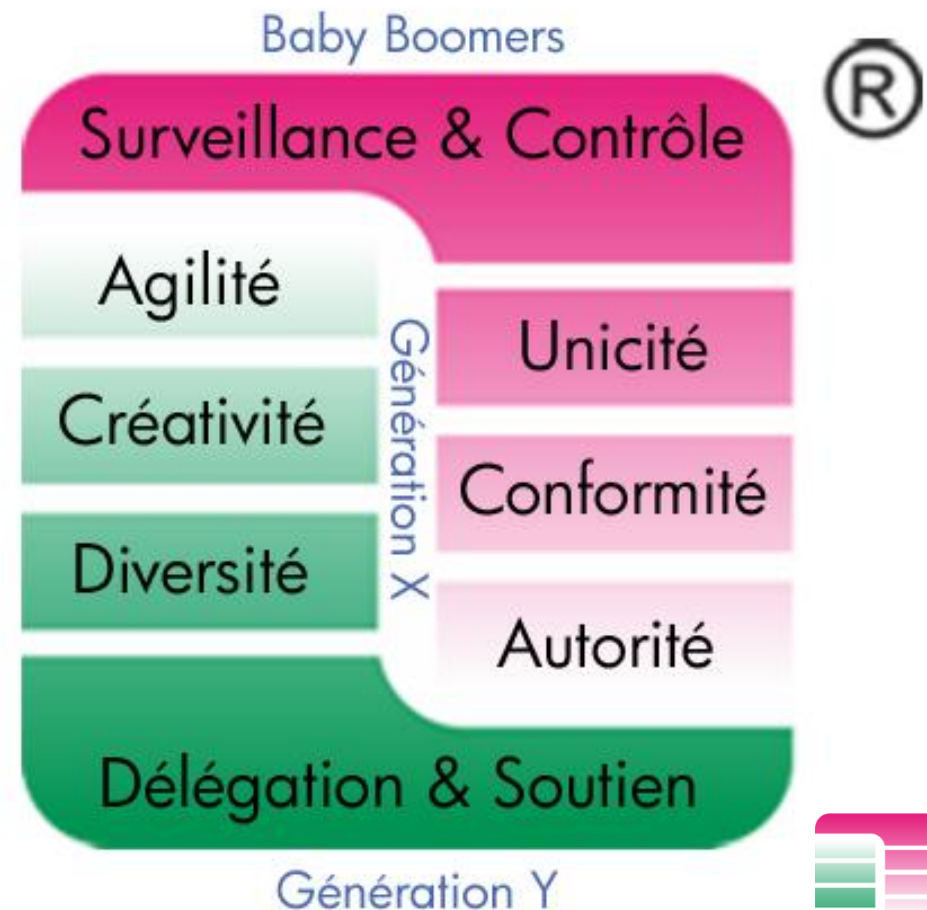 Baby Boomers
®
Surveillance & Contrôle
Agilité
Créativité
Diversité
Génération X
Unicité
Conformité
Autorité
Délégation & Soutien
Génération Y